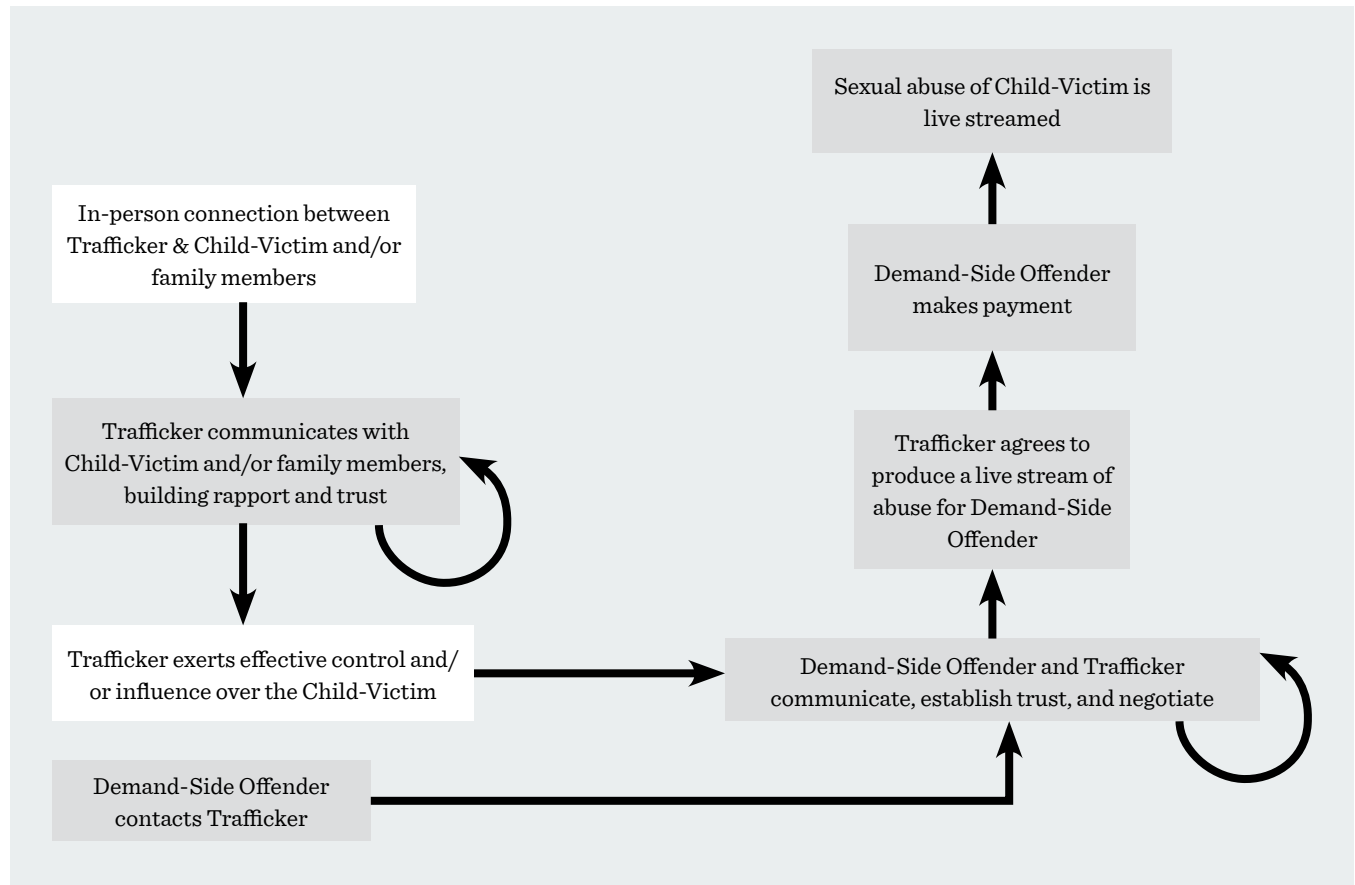 In-person connection between
Trafficker & Child-Victim and/or
family members
Trafficker communicates with
Child-Victim and/or family members,
building rapport and trust
Trafficker exerts effective control and/
or influence over the Child-Victim
Demand-Side Offender
contacts Trafficker
Demand-Side Offender and Trafficker
communicate, establish trust, and negotiate
Trafficker agrees to
produce a live stream of
abuse for Demand-Side
Offender
Demand-Side Offender
makes payment
Sexual abuse of Child-Victim is
live streamed